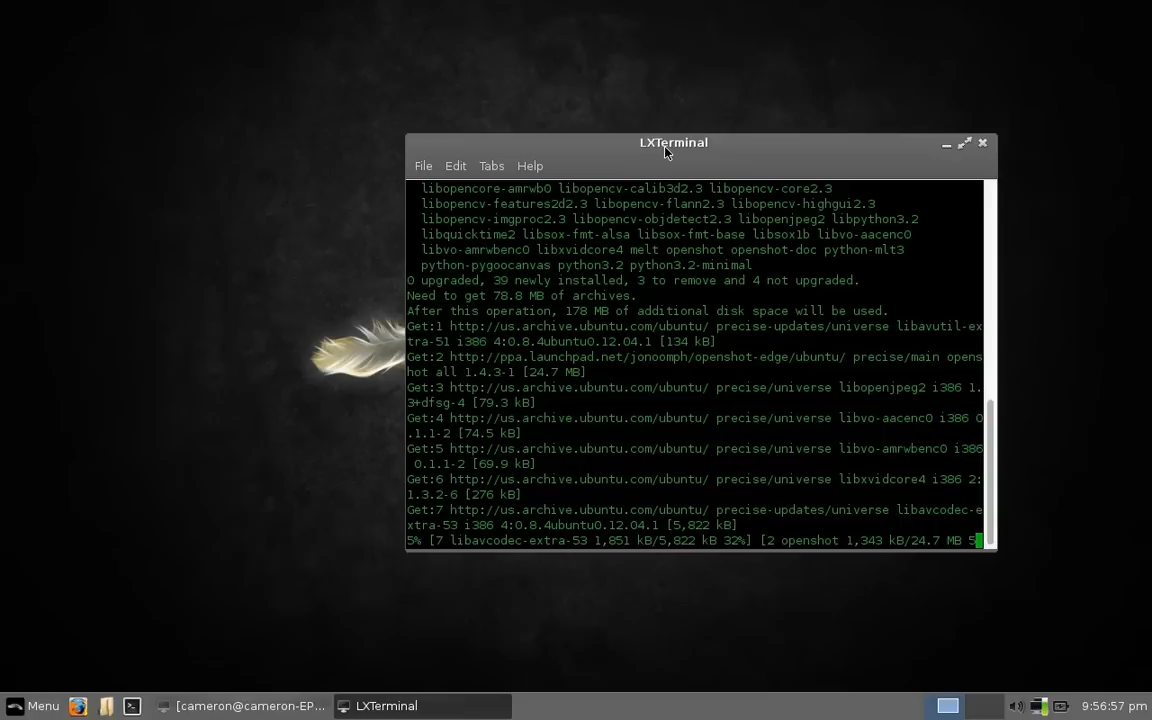 LXTerminal
File Edit Tabs Help
libopencore-amrwb0 libopencv-calib3d2.3 libopencv-core2.3
libopencv-features2d2.3 libopencv-flann2.3 libopencv-highgui2.3
libopencv-imgproc2.3 libopencv-objdetect2.3 libopenjpeg2 libpython3.2
libquicktime2 libsox-fmt-alsa libsox-fmt-base libsox1b libvo-aacenc0
libvo-amrwbenc0 libxvidcore4 melt openshot openshot-doc python-mlt3
python-pygoocanvas python3.2 python3.2-minimal
0 upgraded, 39 newly installed, 3 to remove and 4 not upgraded.
Need to get 78.8 MB of archives.
After this operation, 178 MB of additional disk space will be used.
Get:1 http://us.archive.ubuntu.com/ubuntu/ precise-updates/universe libavutil-ex
tra-51 i386 4:0.8.4ubuntu0.12.04.1 [134 kB]
Get:2 http://ppa.launchpad.net/jonoomph/openshot-edge/ubuntu/ precise/main opens
hot all 1.4.3-1 [24.7 MB]
Get:3 http://us.archive.ubuntu.com/ubuntu/ precise/universe libopenjpeg2 i386 1.
3+dfsg-4 [79.3 kB]
Get:4 http://us.archive.ubuntu.com/ubuntu/ precise/universe libvo-aacenc0 i386 0
.1.1-2 [74.5 kB]
Get:5 http://us.archive.ubuntu.com/ubuntu/ precise/universe libvo-amrwbenc0 i386
0.1.1-2 [69.9 kB]
Get:6 http://us.archive.ubuntu.com/ubuntu/ precise/universe libxvidcore4 i386 2:
1.3.2-6 [276 kB]
Get:7 http://us.archive.ubuntu.com/ubuntu/ precise-updates/universe libavcodec-e
xtra-53 i386 4:0.8.4ubuntu0.12.04.1 [5,822 kB]
5% [7 libavcodec-extra-53 1,851 kB/5,822 kB 32%] [2 openshot 1,343 kB/24.7 MB 5
Menu [cameron@cameron-EP... LXTerminal 9:56:57 pm